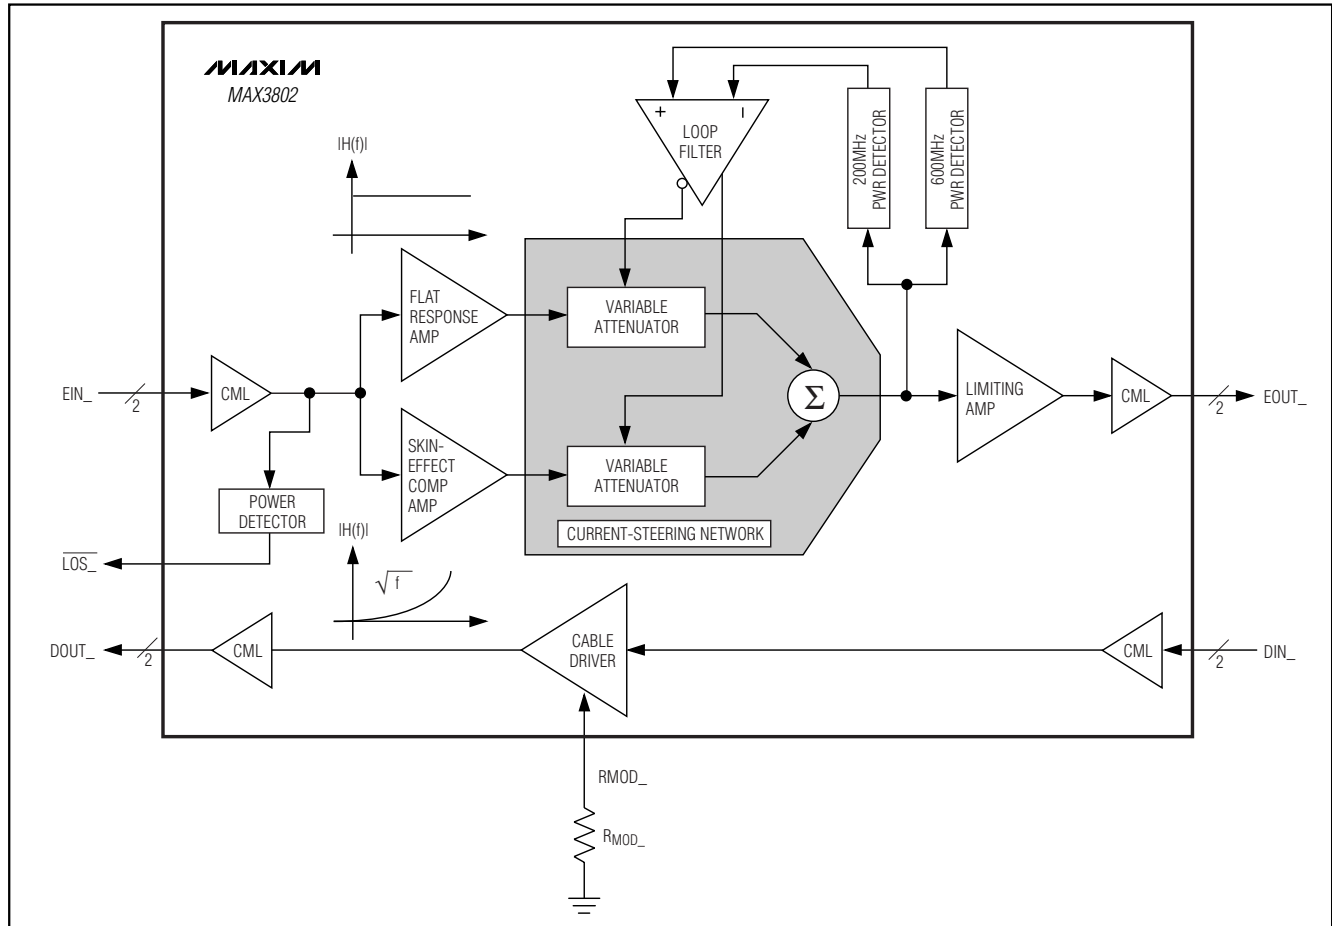 MAXIM
MAX3802
|H(f)|
+
−
LOOP
FILTER
200MHz
PWR DETECTOR
600MHz
PWR DETECTOR
FLAT
RESPONSE
AMP
VARIABLE
ATTENUATOR
EIN_
2
CML
Σ
LIMITING
AMP
CML
2
EOUT_
SKIN-
EFFECT
COMP
AMP
VARIABLE
ATTENUATOR
POWER
DETECTOR
CURRENT-STEERING NETWORK
|H(f)|
LOS_
√f
DOUT_
2
CML
CABLE
DRIVER
CML
2
DIN_
RMOD_
RMOD_